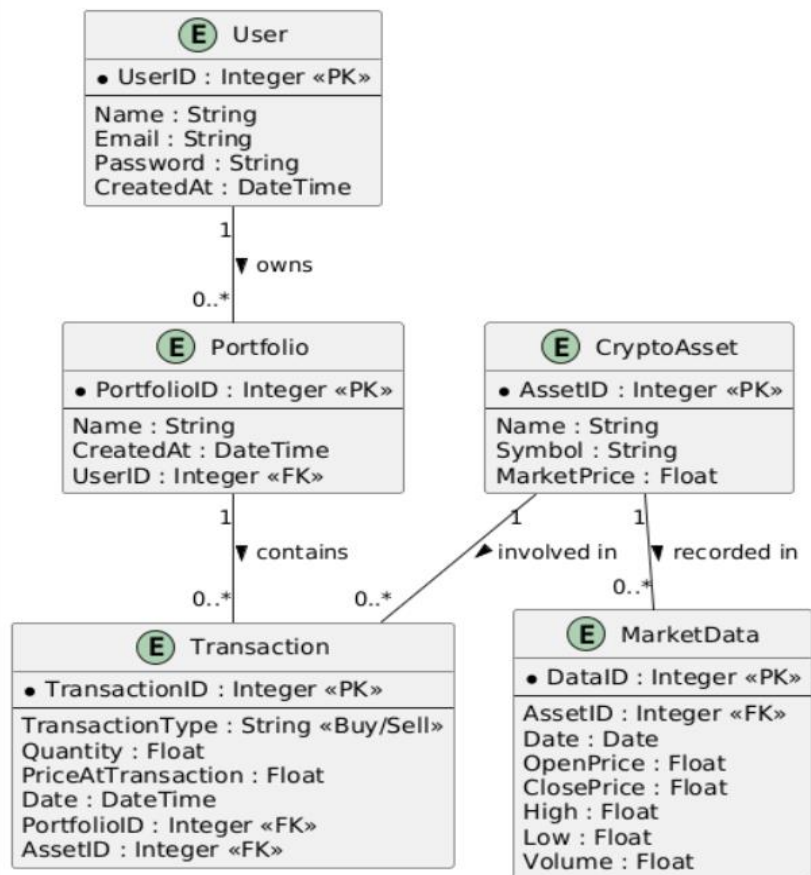 E User
• UserID : Integer «PK»
Name : String
Email : String
Password : String
CreatedAt : DateTime
1
owns
0..*
E Portfolio
• PortfolioID : Integer «PK»
Name : String
CreatedAt : DateTime
UserID : Integer «FK»
E CryptoAsset
• AssetID : Integer «PK»
Name : String
Symbol : String
MarketPrice : Float
1
contains
0..*
1
involved in
0..*
1
recorded in
0..*
E Transaction
• TransactionID : Integer «PK»
TransactionType : String «Buy/Sell»
Quantity : Float
PriceAtTransaction : Float
Date : DateTime
PortfolioID : Integer «FK»
AssetID : Integer «FK»
E MarketData
• DataID : Integer «PK»
AssetID : Integer «FK»
Date : Date
OpenPrice : Float
ClosePrice : Float
High : Float
Low : Float
Volume : Float